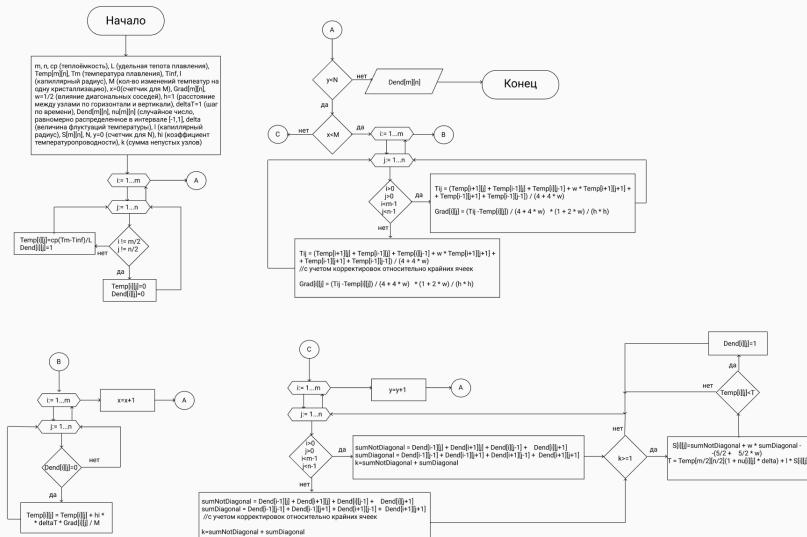 Начало
m, n, cp (теплоёмкость), L (удельная тепота плавления),
Temp[m][n], Tm (температура плавления), Tinf, l
(капиллярный радиус), M (кол-во изменений темпеатур на
одну кристаллизацию), x=0(счетчик для M), Grad[m][n],
w=1/2 (влияние диагональных соседей), h=1 (расстояние
между узлами по горизонтали и вертикали), deltaT=1 (шаг
по времени), Dend[m][n], nu[m][n] (случайное число,
равномерно распределенное в интервале [-1,1], delta
(величина флуктуаций температуры), l (капиллярный
радиус), S[m][n], N, y=0 (счетчик для N), hi (коэффициент
температуропроводности), k (сумма непустых узлов)
i:= 1...m
A
j:= 1...n
i != m/2
j != n/2
нет
Temp[i][j]=cp(Tm-Tinf)/L
Dend[i][j]=1
да
Temp[i][j]=0
Dend[i][j]=0
A
y<N
нет
Dend[m][n]
Конец
да
C
нет
x<M
да
i:= 1...m
B
j:= 1...n
i>0
j>0
i<m-1
j<n-1
да
Tij = (Temp[i+1][j] + Temp[i-1][j] + Temp[i][j-1] + w * Temp[i+1][j+1] +
+ Temp[i-1][j+1] + Temp[i-1][j-1]) / (4 + 4 * w)
Grad[i][j] = (Tij -Temp[i][j]) / (4 + 4 * w) * (1 + 2 * w) / (h * h)
нет
Tij = (Temp[i+1][j] + Temp[i-1][j] + Temp[i][j-1] + w * Temp[i+1][j+1] +
+ Temp[i-1][j+1] + Temp[i-1][j-1]) / (4 + 4 * w)
//с учетом корректировок относительно крайних ячеек
Grad[i][j] = (Tij -Temp[i][j]) / (4 + 4 * w) * (1 + 2 * w) / (h * h)
B
i:= 1...m
x=x+1
A
j:= 1...n
Dend[i][j]=0
нет
да
Temp[i][j] = Temp[i][j] + hi *
* deltaT * Grad[i][j] / M
C
i:= 1...m
y=y+1
A
j:= 1...n
i>0
j>0
i<m-1
j<n-1
да
sumNotDiagonal = Dend[i-1][j] + Dend[i+1][j] + Dend[i][j-1] + Dend[i][j+1]
sumDiagonal = Dend[i-1][j-1] + Dend[i-1][j+1] + Dend[i+1][j-1] + Dend[i+1][j+1]
k=sumNotDiagonal + sumDiagonal
нет
sumNotDiagonal = Dend[i-1][j] + Dend[i+1][j] + Dend[i][j-1] + Dend[i][j+1]
sumDiagonal = Dend[i-1][j-1] + Dend[i-1][j+1] + Dend[i+1][j-1] + Dend[i+1][j+1]
//с учетом корректировок относительно крайних ячеек
k=sumNotDiagonal + sumDiagonal
нет
k>=1
да
S[i][j]=sumNotDiagonal + w * sumDiagonal -
-(5/2 + 5/2 * w)
T = Temp[m/2][n/2](1 + nu[i][j] * delta) + l * S[i][j]
нет
Temp[i][j]<T
да
Dend[i][j]=1